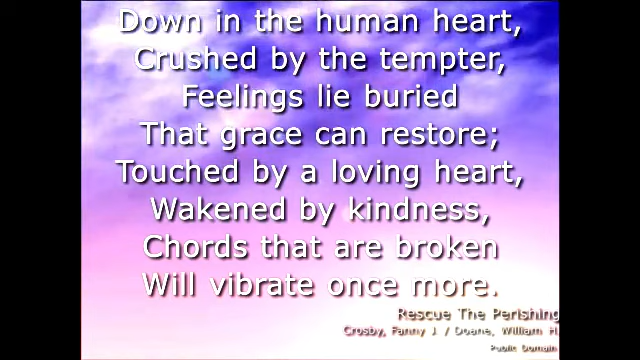 Down in the human heart,
Crushed by the tempter,
Feelings lie buried
That grace can restore;
Touched by a loving heart,
Wakened by kindness,
Chords that are broken
Will vibrate once more.
Rescue The Perishing
Crosby, Fanny J. / Doane, William H.
Public Domain